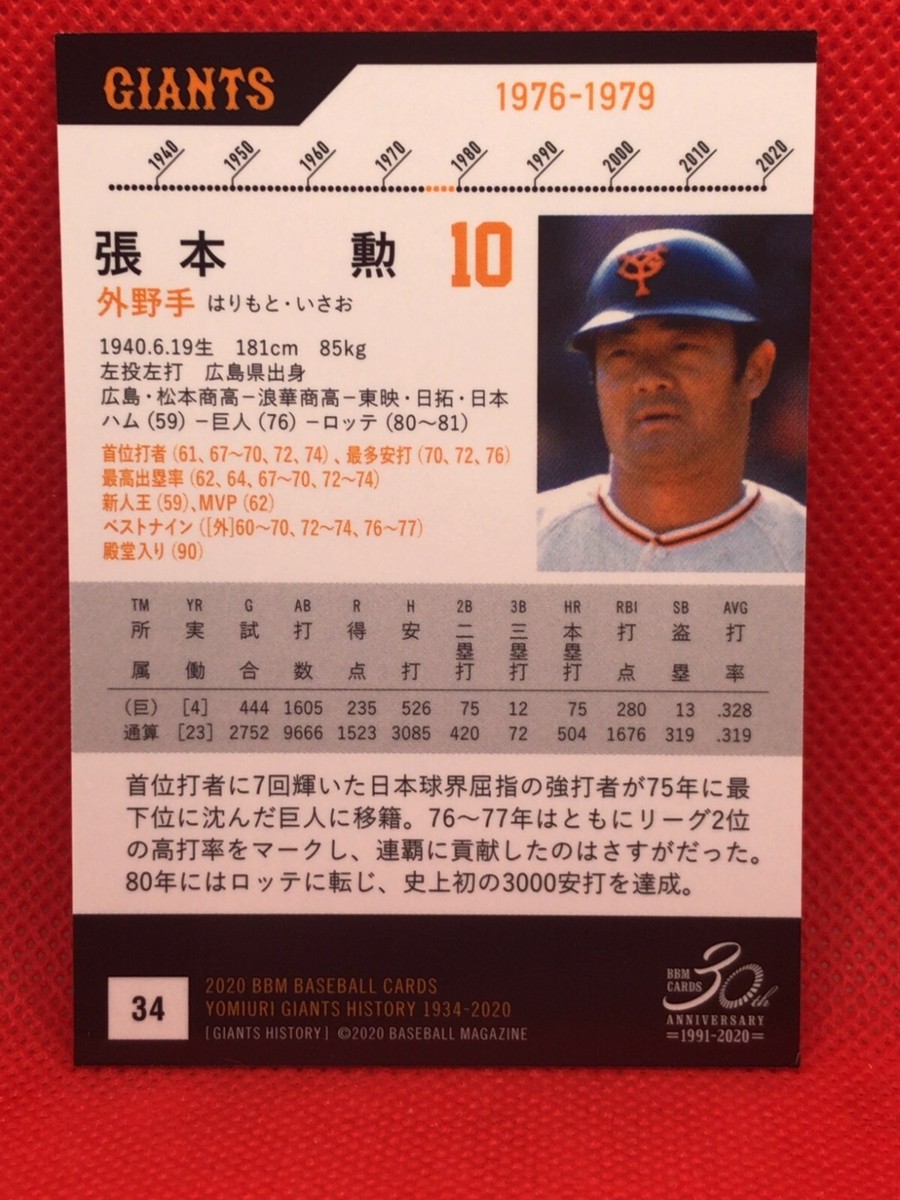 GIANTS
1976-1979
1940 1950 1960 1970 1980 1990 2000 2010 2020
張本 勲 10
外野手 はりもと・いさお
YG
1940.6.19生 181cm 85kg
左投左打 広島県出身
広島・松本商高－浪華商高－東映・日拓・日本
ハム(59)－巨人(76)－ロッテ(80～81)
首位打者(61、67～70、72、74)、最多安打(70、72、76)
最高出塁率(62、64、67～70、72～74)
新人王(59)、MVP(62)
ベストナイン([外]60～70、72～74、76～77)
殿堂入り(90)
TM YR G AB R H 2B 3B HR RBI SB AVG
所属 実働 試合 打数 得点 安打 二塁打 三塁打 本塁打 打点 盗塁 打率
(巨) [4] 444 1605 235 526 75 12 75 280 13 .328
通算 [23] 2752 9666 1523 3085 420 72 504 1676 319 .319
首位打者に7回輝いた日本球界屈指の強打者が75年に最
下位に沈んだ巨人に移籍。76～77年はともにリーグ2位
の高打率をマークし、連覇に貢献したのはさすがだった。
80年にはロッテに転じ、史上初の3000安打を達成。
34
2020 BBM BASEBALL CARDS
YOMIURI GIANTS HISTORY 1934-2020
[GIANTS HISTORY] ©2020 BASEBALL MAGAZINE
BBM
CARDS
30th
ANNIVERSARY
=1991-2020=